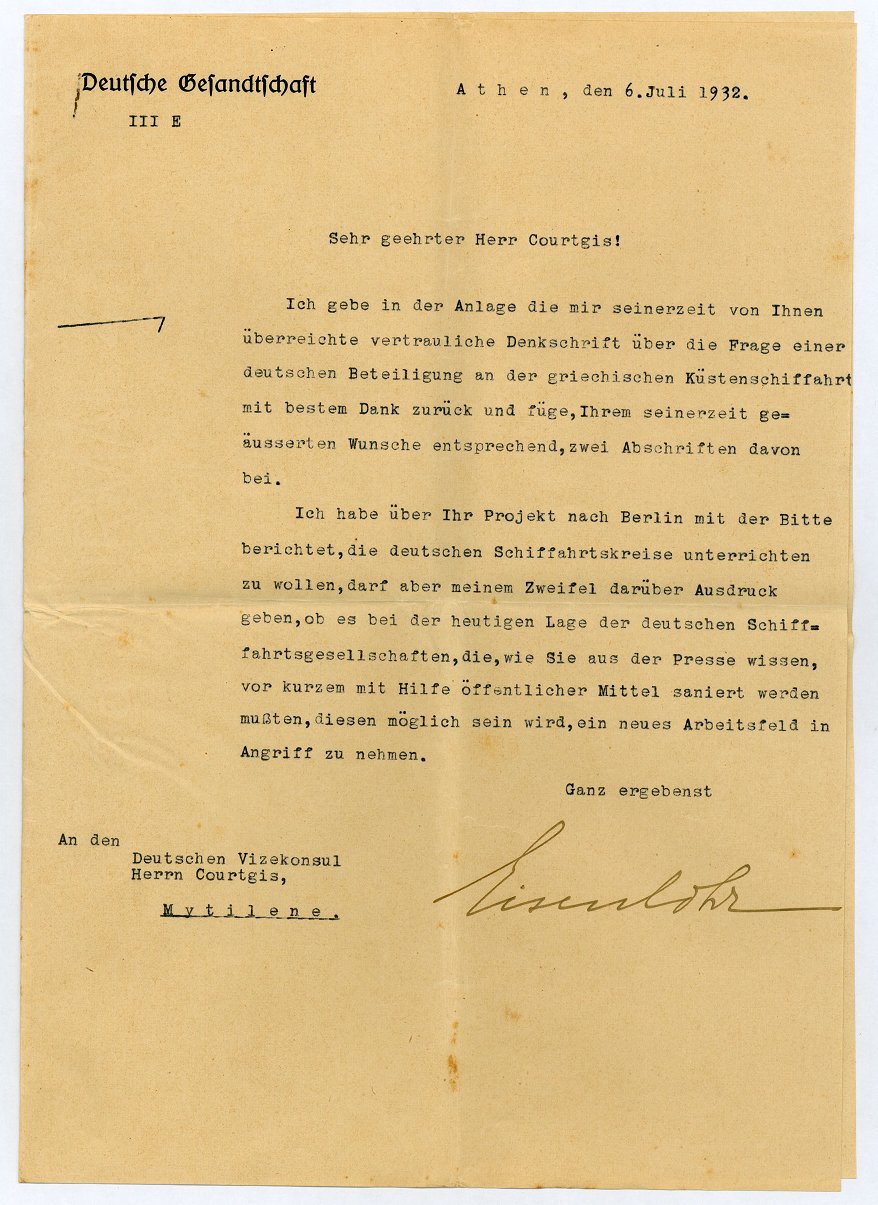 Deutsche Gesandtschaft
A t h e n , den 6.Juli 1932.
III E
Sehr geehrter Herr Courtgis!
Ich gebe in der Anlage die mir seinerzeit von Ihnen
überreichte vertrauliche Denkschrift über die Frage einer
deutschen Beteiligung an der griechischen Küstenschiffahrt
mit bestem Dank zurück und füge,Ihrem seinerzeit ge=
äusserten Wunsche entsprechend,zwei Abschriften davon
bei.
Ich habe über Ihr Projekt nach Berlin mit der Bitte
berichtet,die deutschen Schiffahrtskreise unterrichten
zu wollen,darf aber meinem Zweifel darüber Ausdruck
geben,ob es bei der heutigen Lage der deutschen Schiff=
fahrtsgesellschaften,die,wie Sie aus der Presse wissen,
vor kurzem mit Hilfe öffentlicher Mittel saniert werden
mußten,diesen möglich sein wird,ein neues Arbeitsfeld in
Angriff zu nehmen.
Ganz ergebenst
Eisenlohr
An den
Deutschen Vizekonsul
Herrn Courtgis,
M y t i l e n e .